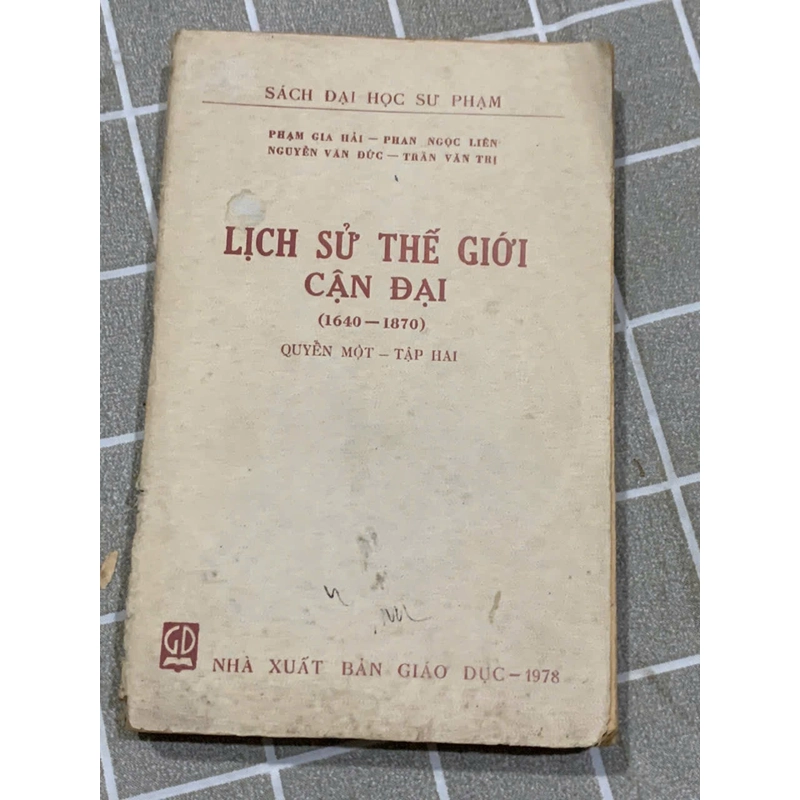 SÁCH ĐẠI HỌC SƯ PHẠM
PHẠM GIA HẢI — PHAN NGỌC LIÊN
NGUYỄN VĂN ĐỨC — TRẦN VĂN TRỊ
LỊCH SỬ THẾ GIỚI
CẬN ĐẠI
(1640 — 1870)
QUYỂN MỘT — TẬP HAI
GD
NHÀ XUẤT BẢN GIÁO DỤC — 1978